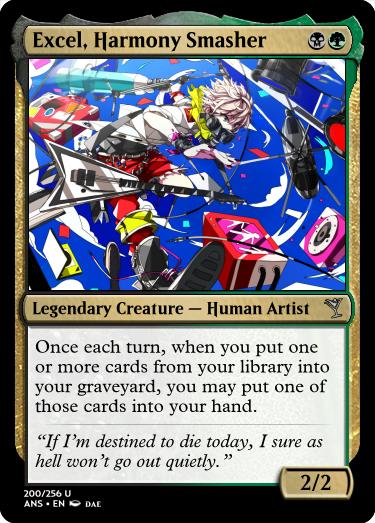 Excel, Harmony Smasher
Legendary Creature — Human Artist
Once each turn, when you put one
or more cards from your library into
your graveyard, you may put one of
those cards into your hand.
“If I’m destined to die today, I sure as
hell won’t go out quietly.”
2/2
200/256 U
ANS • EN DAE